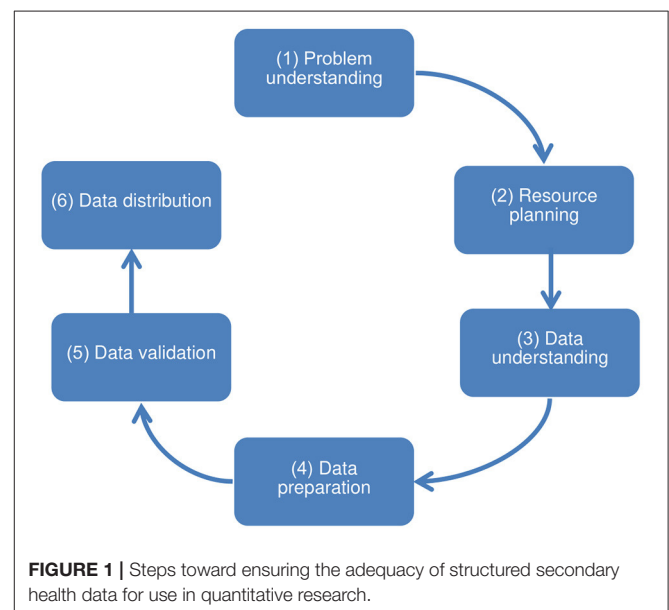 (1) Problem
understanding
(2) Resource
planning
(3) Data
understanding
(4) Data
preparation
(5) Data validation
(6) Data distribution
FIGURE 1 | Steps toward ensuring the adequacy of structured secondary
health data for use in quantitative research.